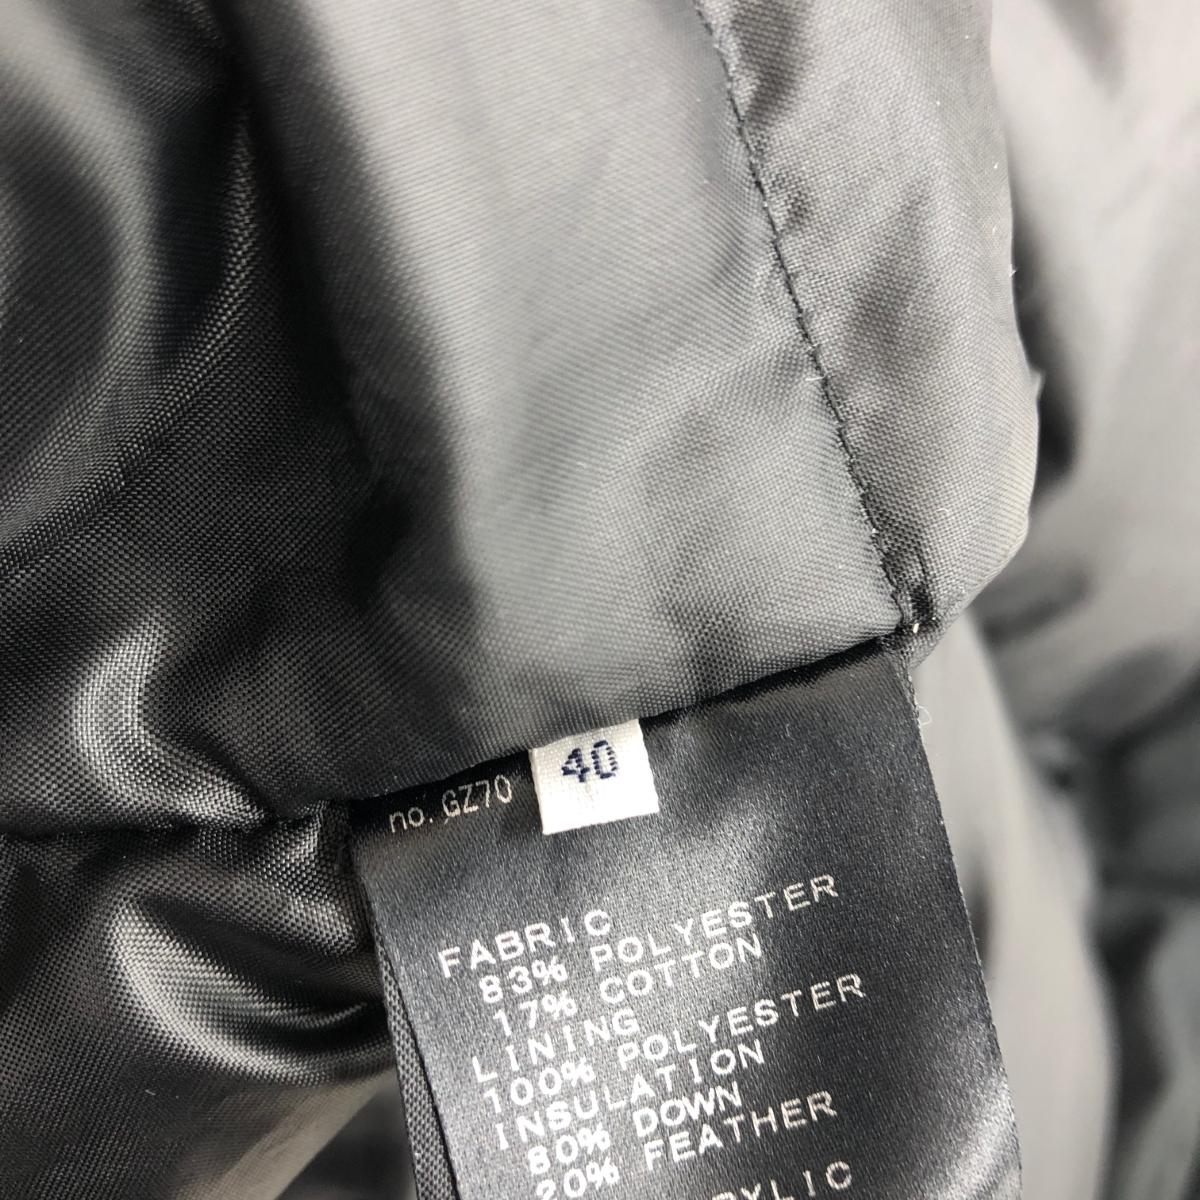 no. GZ70
40
FABRIC
83% POLYESTER
17% COTTON
LINING
100% POLYESTER
INSULATION
80% DOWN
20% FEATHER